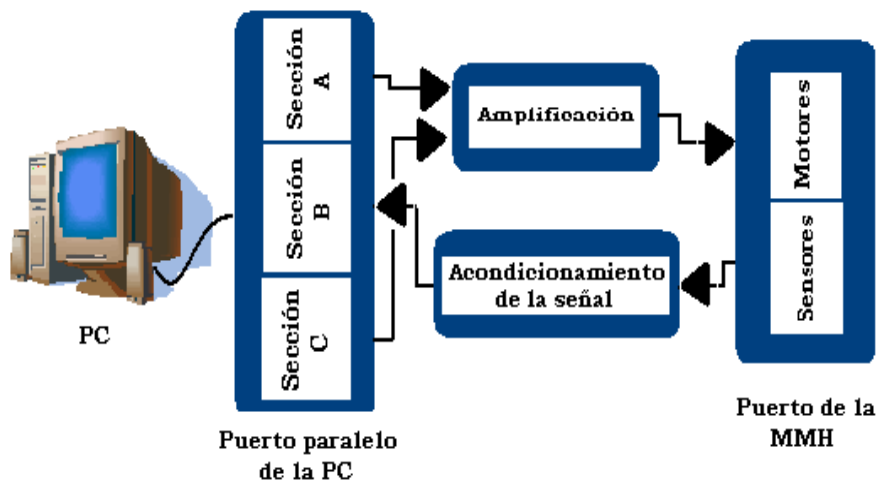 PC
Sección
A
Sección
B
Sección
C
Puerto paralelo
de la PC
Amplificación
Acondicionamiento
de la señal
Motores
Sensores
Puerto de la
MMH